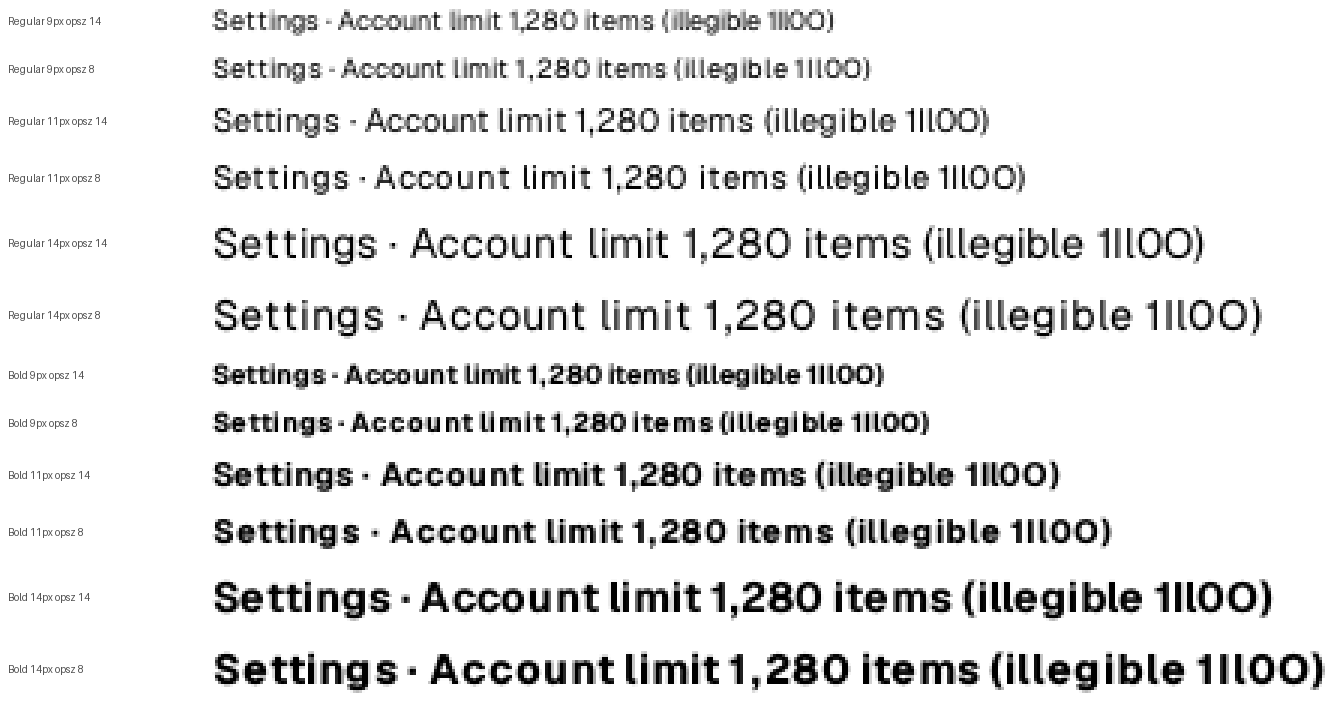 Regular 9px opsz 14 Settings · Account limit 1,280 items (illegible 1Il0O)
Regular 9px opsz 8 Settings · Account limit 1,280 items (illegible 1Il0O)
Regular 11px opsz 14 Settings · Account limit 1,280 items (illegible 1Il0O)
Regular 11px opsz 8 Settings · Account limit 1,280 items (illegible 1Il0O)
Regular 14px opsz 14 Settings · Account limit 1,280 items (illegible 1Il0O)
Regular 14px opsz 8 Settings · Account limit 1,280 items (illegible 1Il0O)
Bold 9px opsz 14 Settings · Account limit 1,280 items (illegible 1Il0O)
Bold 9px opsz 8 Settings · Account limit 1,280 items (illegible 1Il0O)
Bold 11px opsz 14 Settings · Account limit 1,280 items (illegible 1Il0O)
Bold 11px opsz 8 Settings · Account limit 1,280 items (illegible 1Il0O)
Bold 14px opsz 14 Settings · Account limit 1,280 items (illegible 1Il0O)
Bold 14px opsz 8 Settings · Account limit 1,280 items (illegible 1Il0O)